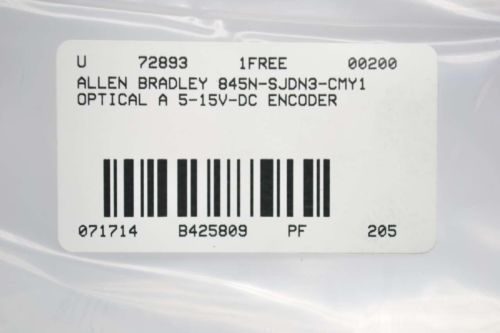 U 72893 1FREE 00200
ALLEN BRADLEY 845N-SJDN3-CMY1
OPTICAL A 5-15V-DC ENCODER
071714 B425809 PF 205